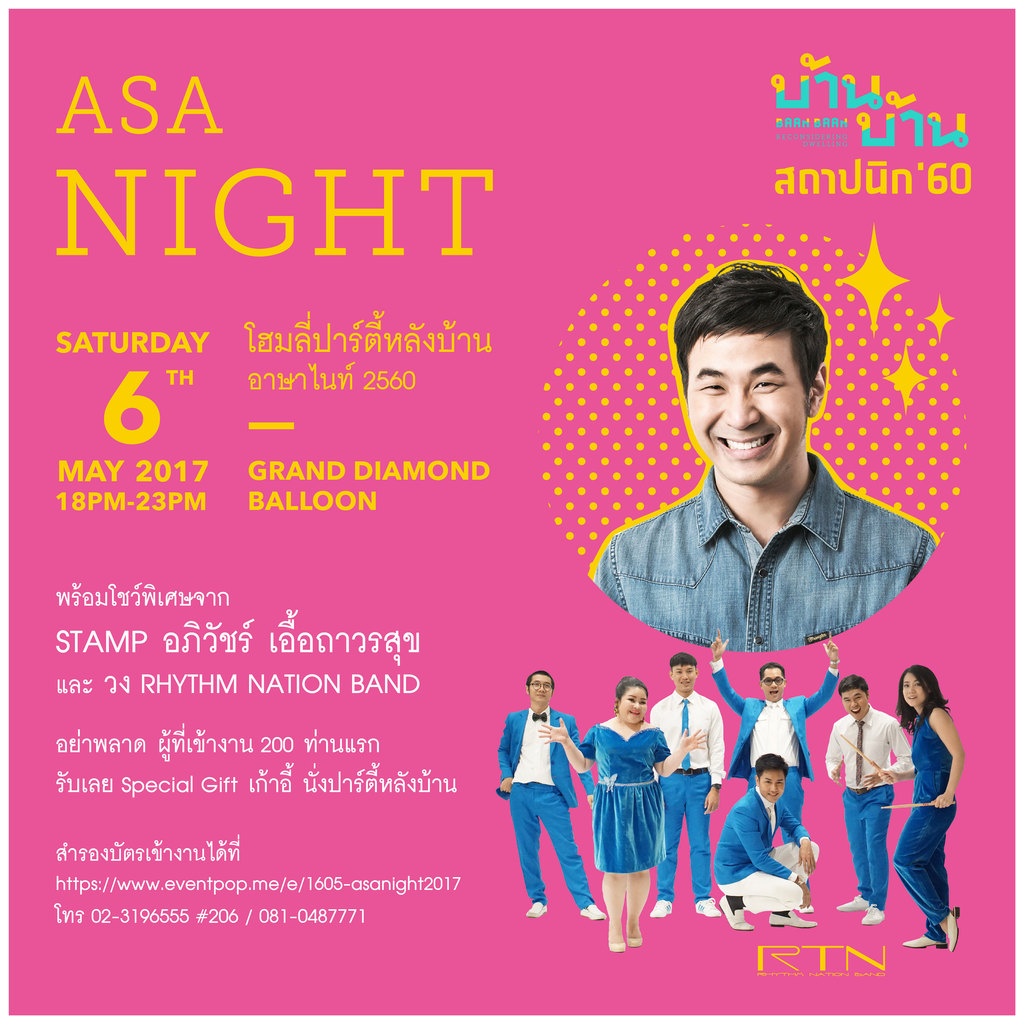 ASA
NIGHT
บ้าน
บ้าน
BAAN BAAN
RECONSIDERING
DWELLING
สถาปนิก'60
SATURDAY
6TH
MAY 2017
18PM-23PM
โฮมลี่ปาร์ตี้หลังบ้าน
อาษาไนท์ 2560
GRAND DIAMOND
BALLOON
พร้อมโชว์พิเศษจาก
STAMP อภิวัชร์ เอื้อถาวรสุข
และ วง RHYTHM NATION BAND
อย่าพลาด ผู้ที่เข้างาน 200 ท่านแรก
รับเลย Special Gift เก้าอี้ นั่งปาร์ตี้หลังบ้าน
สำรองบัตรเข้างานได้ที่
https://www.eventpop.me/e/1605-asanight2017
โทร 02-3196555 #206 / 081-0487771
RTN
RHYTHM NATION BAND